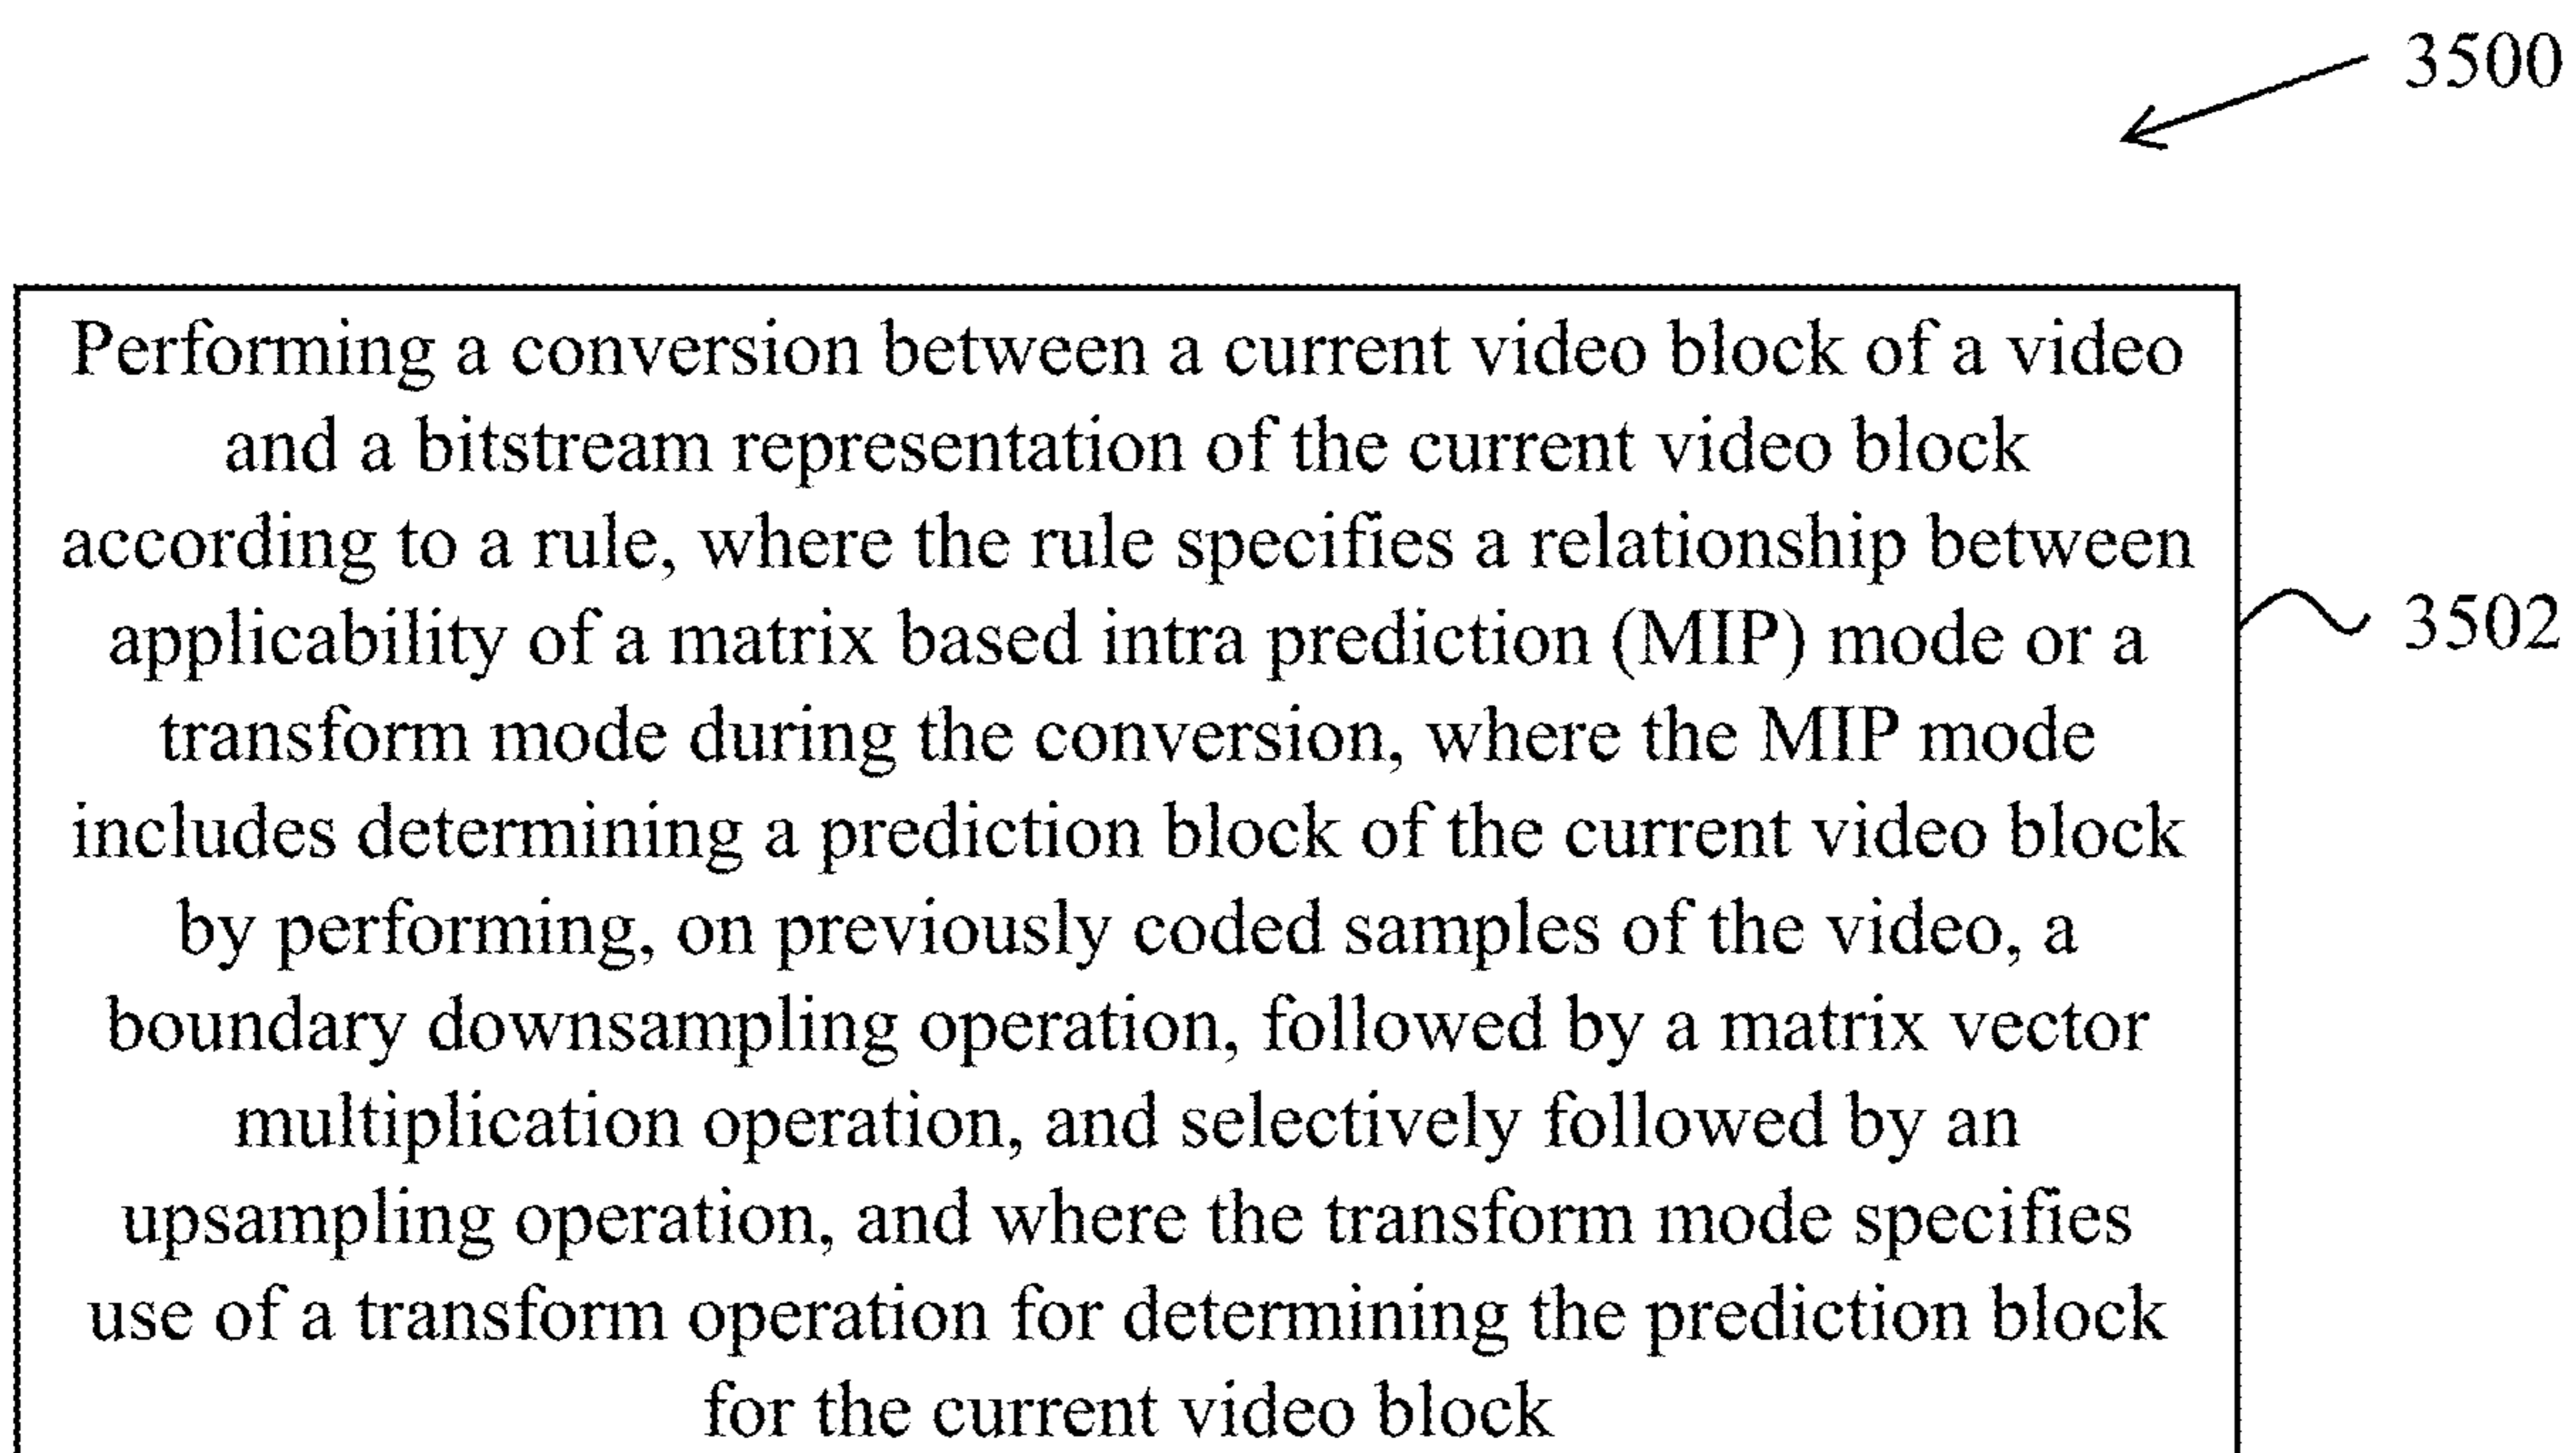 3500
Performing a conversion between a current video block of a video
and a bitstream representation of the current video block
according to a rule, where the rule specifies a relationship between
applicability of a matrix based intra prediction (MIP) mode or a
transform mode during the conversion, where the MIP mode
includes determining a prediction block of the current video block
by performing, on previously coded samples of the video, a
boundary downsampling operation, followed by a matrix vector
multiplication operation, and selectively followed by an
upsampling operation, and where the transform mode specifies
use of a transform operation for determining the prediction block
for the current video block
3502